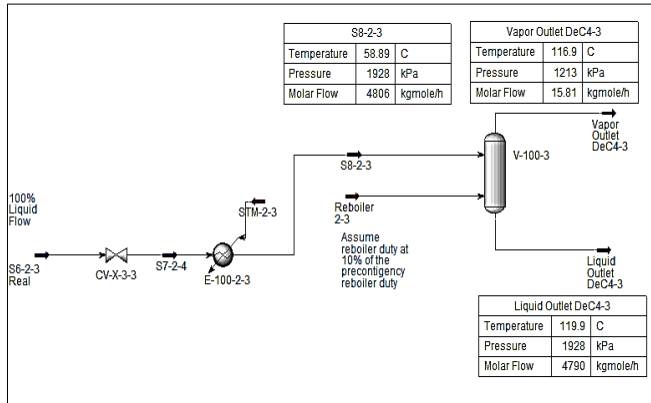 S8-2-3
Temperature 58.89 C
Pressure 1928 kPa
Molar Flow 4806 kgmole/h
Vapor Outlet DeC4-3
Temperature 116.9 C
Pressure 1213 kPa
Molar Flow 15.81 kgmole/h
Vapor
Outlet
DeC4-3
V-100-3
S8-2-3
100%
Liquid
Flow
STM-2-3
Reboiler
2-3
Assume
reboiler duty at
10% of the
precontigency
reboiler duty
S6-2-3
Real
CV-X-3-3
S7-2-4
E-100-2-3
Liquid
Outlet
DeC4-3
Liquid Outlet DeC4-3
Temperature 119.9 C
Pressure 1928 kPa
Molar Flow 4790 kgmole/h